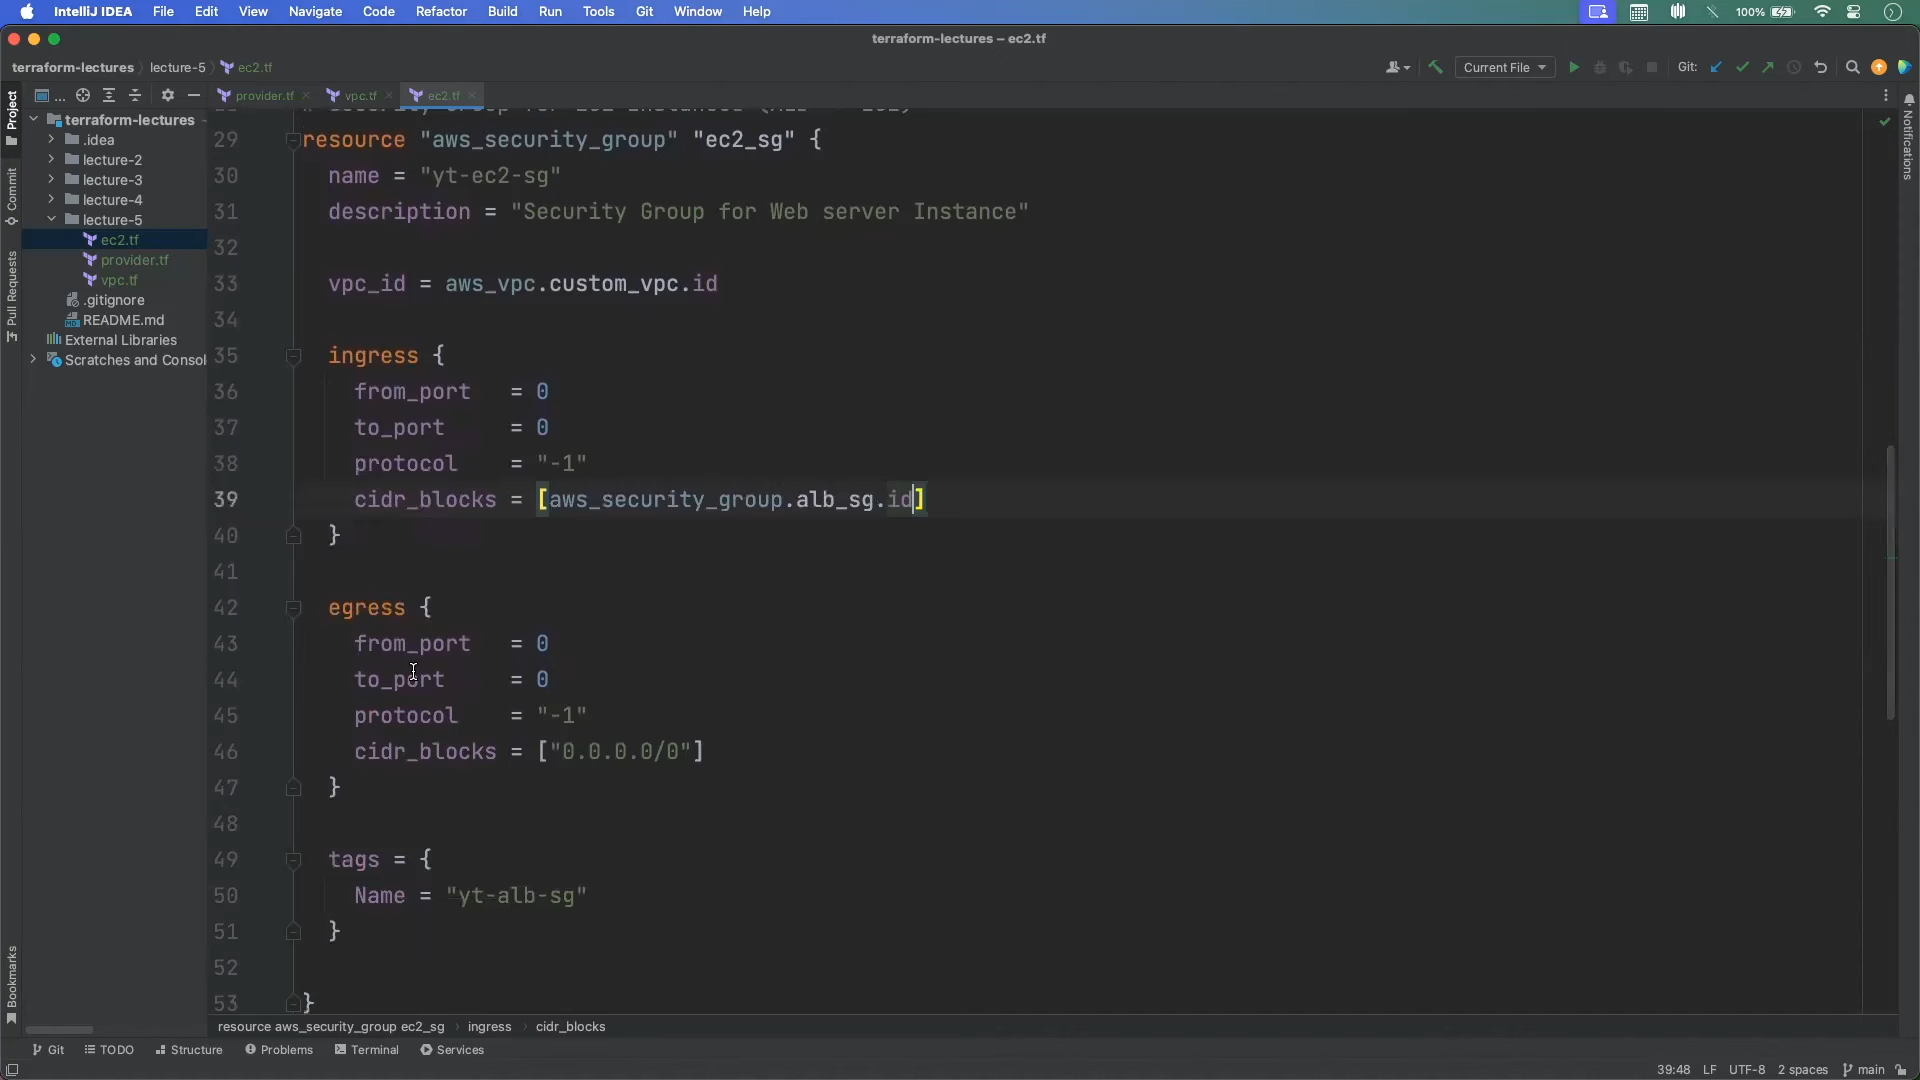 IntelliJ IDEA File Edit View Navigate Code Refactor Build Run Tools Git Window Help 100%
terraform-lectures – ec2.tf
terraform-lectures lecture-5 ec2.tf Current File Git:
Project ... provider.tf vpc.tf ec2.tf
terraform-lectures
.idea
lecture-2
lecture-3
lecture-4
lecture-5
ec2.tf
provider.tf
vpc.tf
.gitignore
README.md
External Libraries
Scratches and Consol
Commit
Pull Requests
Bookmarks
Notifications
29 resource "aws_security_group" "ec2_sg" {
30 name = "yt-ec2-sg"
31 description = "Security Group for Web server Instance"
32
33 vpc_id = aws_vpc.custom_vpc.id
34
35 ingress {
36 from_port = 0
37 to_port = 0
38 protocol = "-1"
39 cidr_blocks = [aws_security_group.alb_sg.id]
40 }
41
42 egress {
43 from_port = 0
44 to_port = 0
45 protocol = "-1"
46 cidr_blocks = ["0.0.0.0/0"]
47 }
48
49 tags = {
50 Name = "yt-alb-sg"
51 }
52
53 }
resource aws_security_group ec2_sg ingress cidr_blocks
Git TODO Structure Problems Terminal Services
39:48 LF UTF-8 2 spaces main